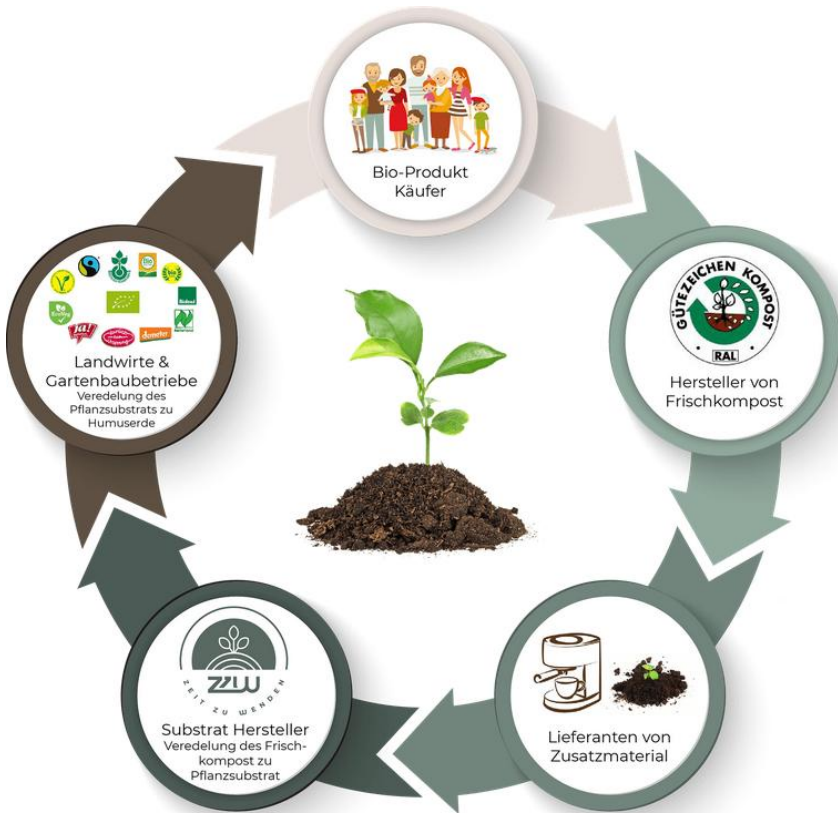 Bio-Produkt
Käufer
GÜTEZEICHEN KOMPOST
RAL
Hersteller von
Frischkompost
Lieferanten von
Zusatzmaterial
ZZW
ZEIT ZU WENDEN
Substrat Hersteller
Veredelung des Frisch-
kompost zu
Pflanzsubstrat
ja!
demeter
Landwirte &
Gartenbaubetriebe
Veredelung des
Pflanzsubstrats zu
Humuserde